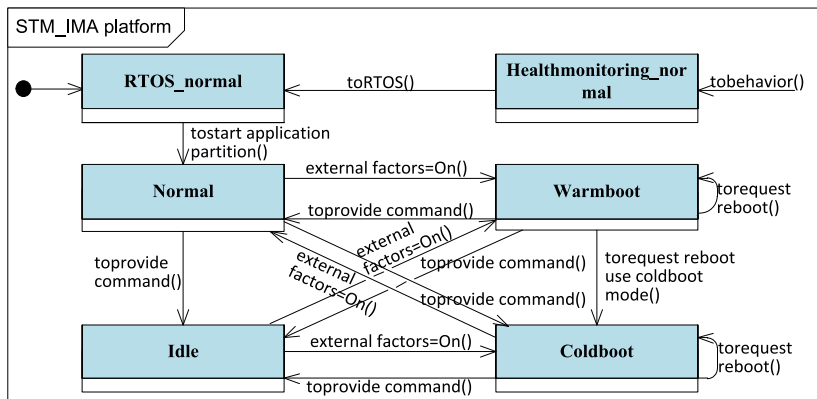 STM_IMA platform
RTOS_normal
toRTOS()
Healthmonitoring_nor
mal
tobehavior()
tostart application
partition()
Normal
external factors=On()
Warmboot
torequest
reboot()
toprovide command()
external
factors=On()
external
factors=On()
toprovide
command()
toprovide command()
toprovide command()
torequest reboot
use coldboot
mode()
Idle
external factors=On()
Coldboot
torequest
reboot()
toprovide command()